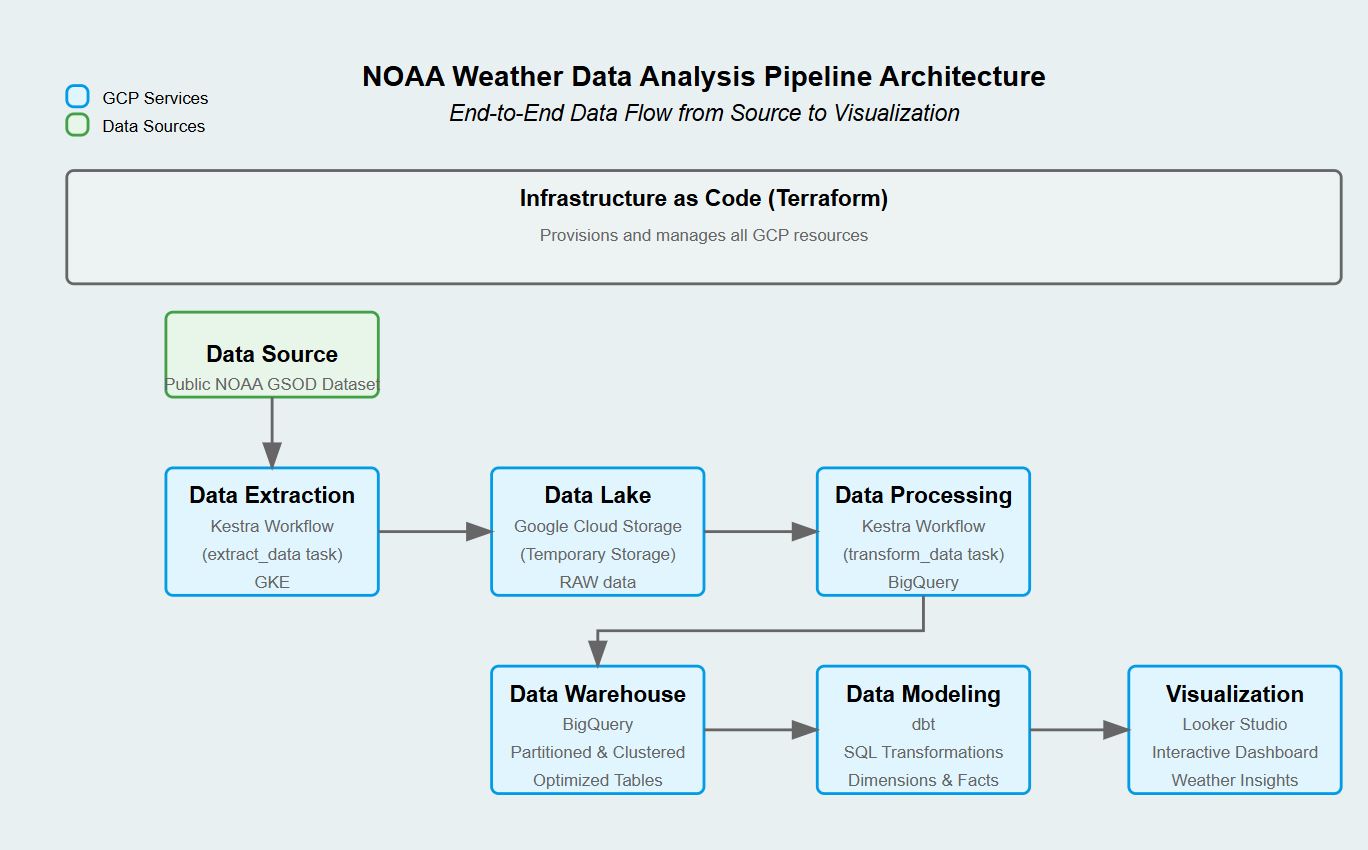 NOAA Weather Data Analysis Pipeline Architecture
End-to-End Data Flow from Source to Visualization
GCP Services
Data Sources
Infrastructure as Code (Terraform)
Provisions and manages all GCP resources
Data Source
Public NOAA GSOD Dataset
Data Extraction
Kestra Workflow
(extract_data task)
GKE
Data Lake
Google Cloud Storage
(Temporary Storage)
RAW data
Data Processing
Kestra Workflow
(transform_data task)
BigQuery
Data Warehouse
BigQuery
Partitioned & Clustered
Optimized Tables
Data Modeling
dbt
SQL Transformations
Dimensions & Facts
Visualization
Looker Studio
Interactive Dashboard
Weather Insights